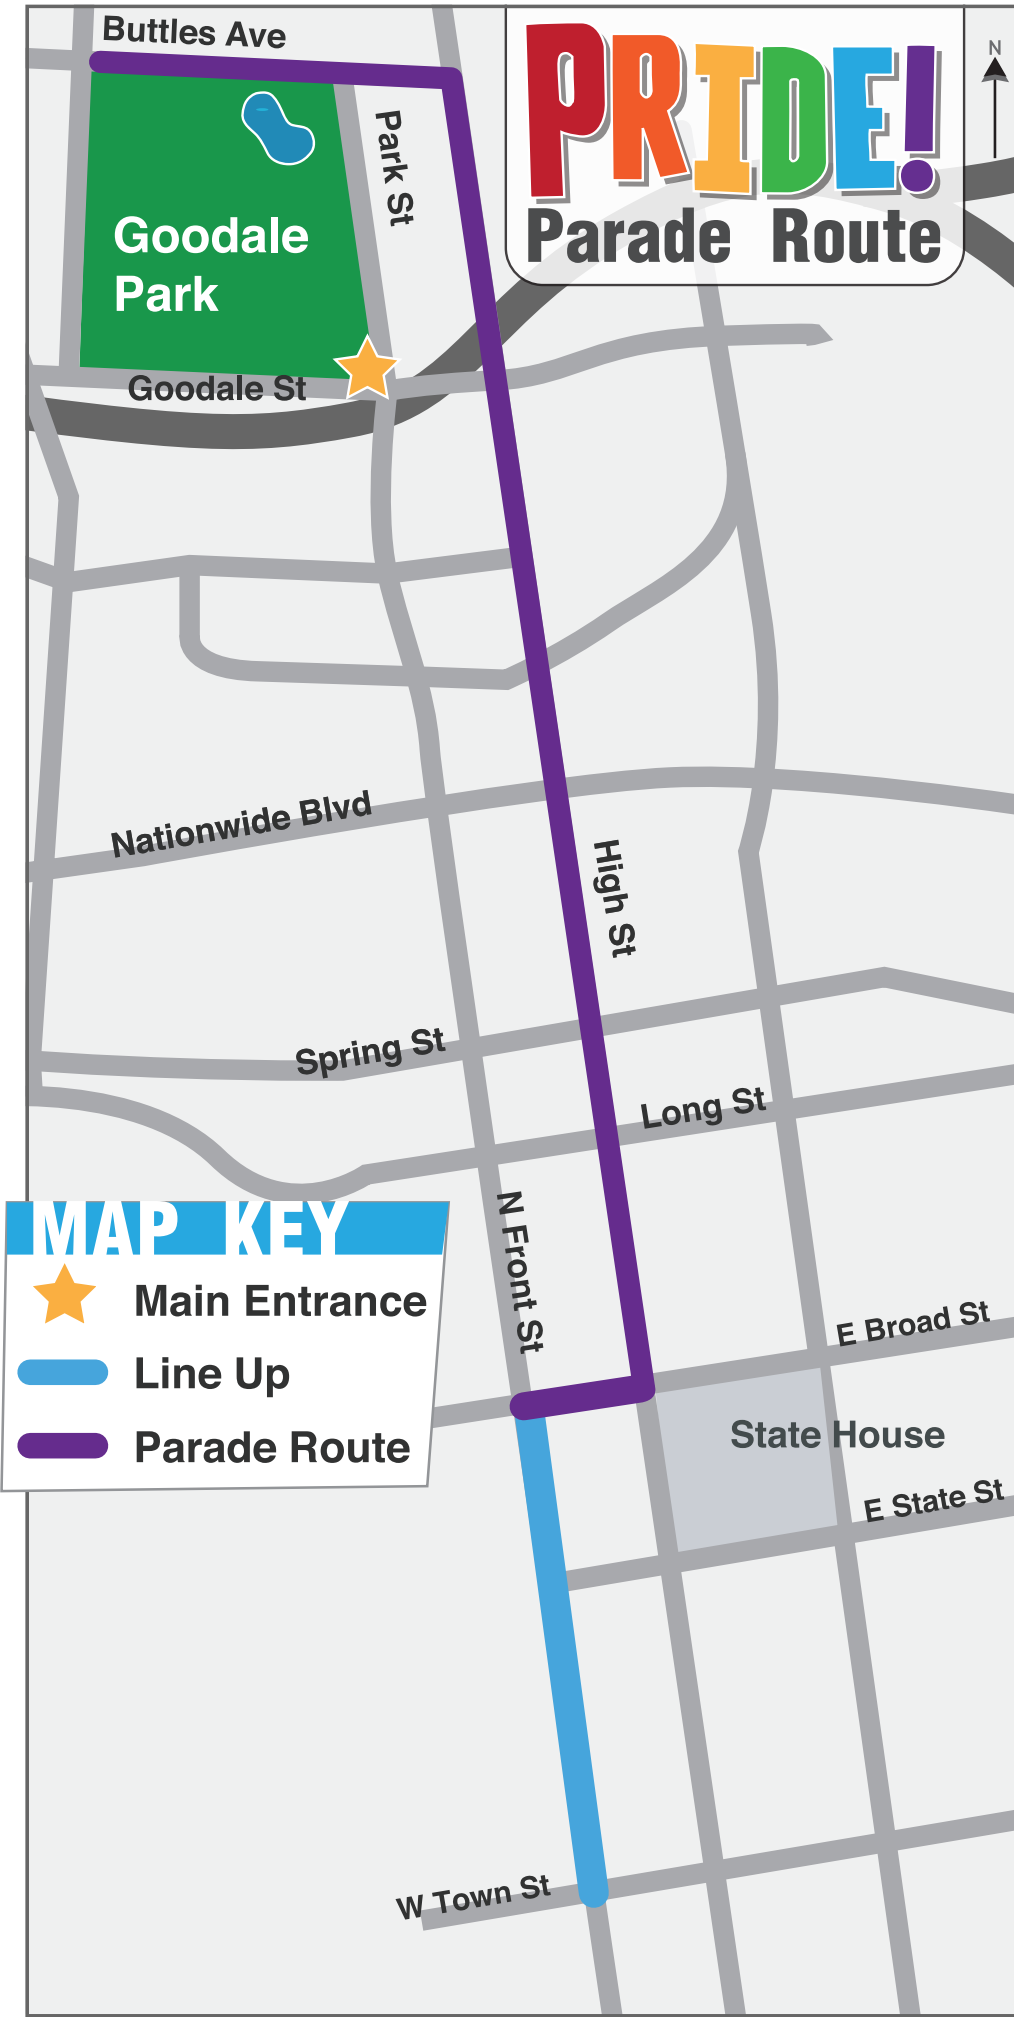 Buttles Ave
PRIDE!
Parade Route
N
Park St
Goodale
Park
Goodale St
Nationwide Blvd
High St
Spring St
Long St
N Front St
MAP KEY
Main Entrance
Line Up
Parade Route
E Broad St
State House
E State St
W Town St